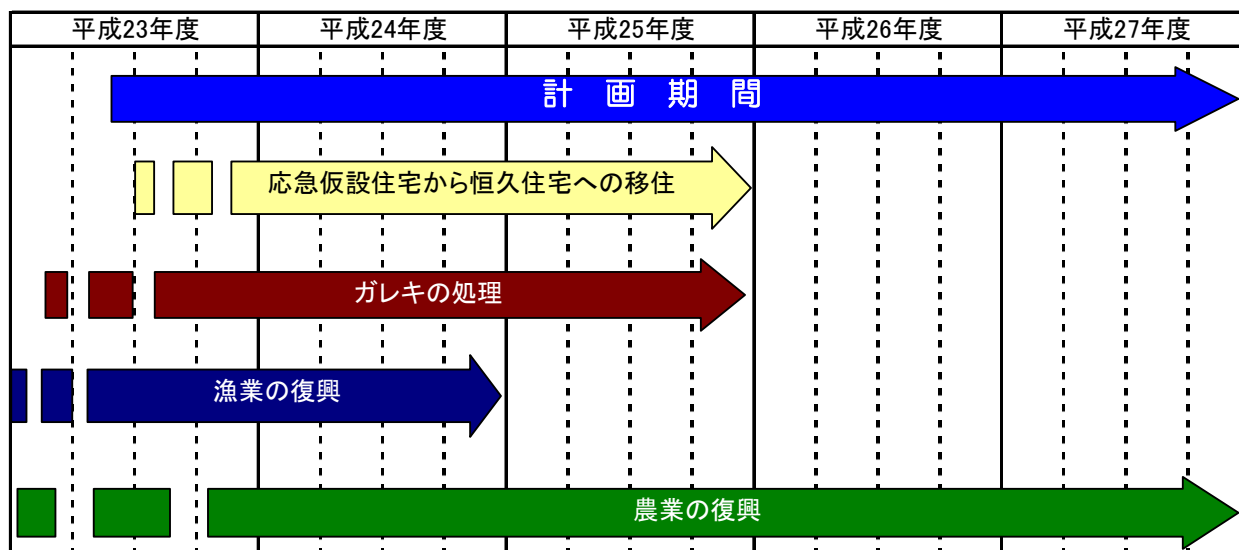 平成23年度 平成24年度 平成25年度 平成26年度 平成27年度
計画期間
応急仮設住宅から恒久住宅への移住
ガレキの処理
漁業の復興
農業の復興